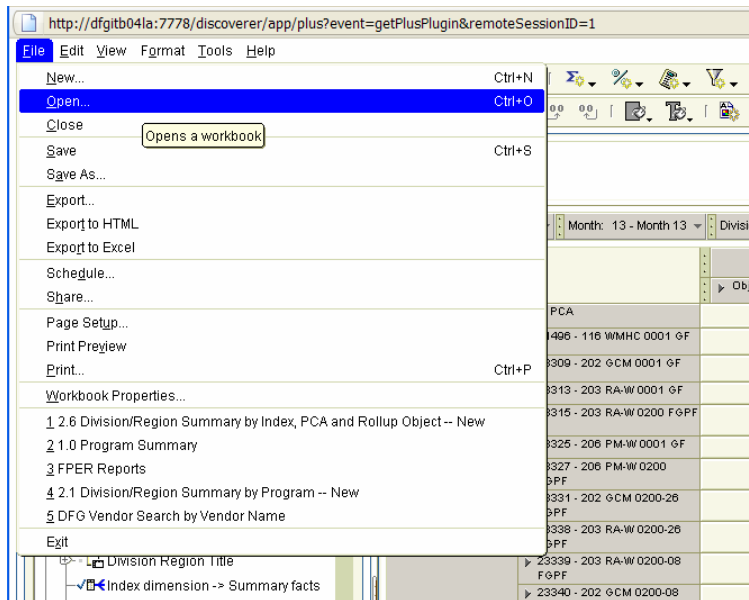 http://dfgitb04la:7778/discoverer/app/plus?event=getPlusPlugin&remoteSessionID=1
File Edit View Format Tools Help
New... Ctrl+N
Open... Ctrl+O
Opens a workbook
Close
Save Ctrl+S
Save As...
Export...
Export to HTML
Export to Excel
Schedule...
Share...
Page Setup...
Print Preview
Print... Ctrl+P
Workbook Properties...
1 2.6 Division/Region Summary by Index, PCA and Rollup Object -- New
2 1.0 Program Summary
3 FPER Reports
4 2.1 Division/Region Summary by Program -- New
5 DFG Vendor Search by Vendor Name
Exit
Division Region Title
Index dimension -> Summary facts
Month: 13 - Month 13
PCA
1496 - 116 WMHC 0001 GF
3309 - 202 GCM 0001 GF
3313 - 203 RA-W 0001 GF
3315 - 203 RA-W 0200 FGPF
3325 - 206 PM-W 0001 GF
3327 - 206 PM-W 0200
3331 - 202 GCM 0200-26
3338 - 203 RA-W 0200-26
23339 - 203 RA-W 0200-08
FGPF
23340 - 202 GCM 0200-08